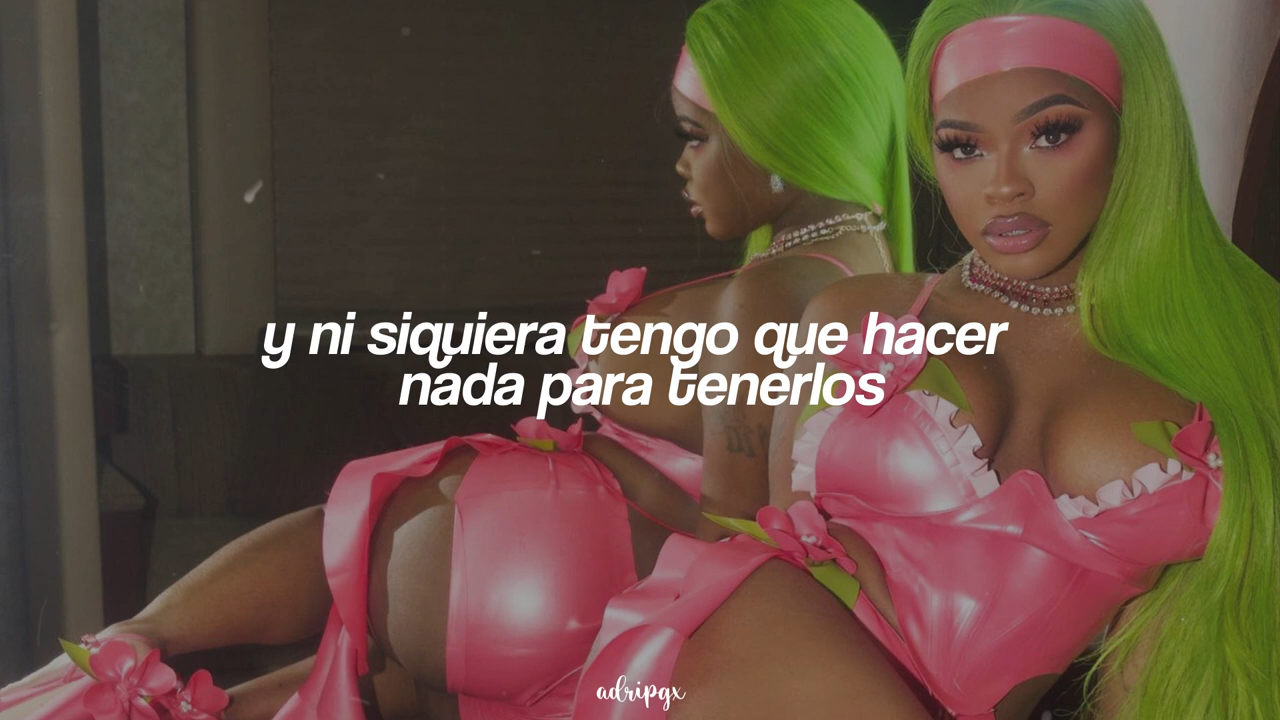 y ni siquiera tengo que hacer
nada para tenerlos
adripgx